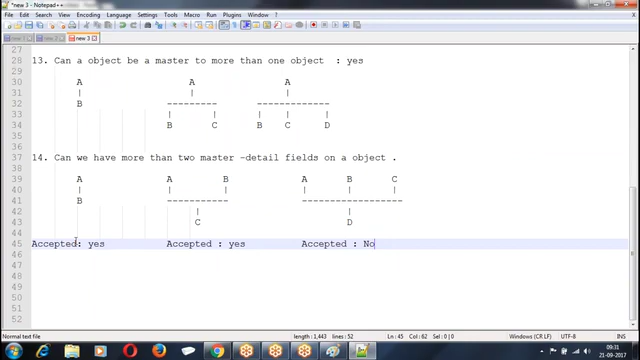 *new 3 - Notepad++
File Edit Search View Encoding Language Settings Tools Macro Run Plugins Window ?
new 1 new 2 new 3
27
28 13. Can a object be a master to more than one object : yes
29
30 A A A
31 | | |
32 B --------- -------------
33 | | | | |
34 B C B C D
35
36
37 14. Can we have more than two master -detail fields on a object .
38
39 A A B A B C
40 | | | | | |
41 B ----------- ------------------
42 | |
43 C D
44
45 Accepted: yes Accepted : yes Accepted : No
46
47
48
49
50
51
52
Normal text file length : 1,443 lines : 52 Ln : 45 Col : 62 Sel : 0 | 0 Windows (CR LF) UTF-8 INS
09:31
21-09-2017